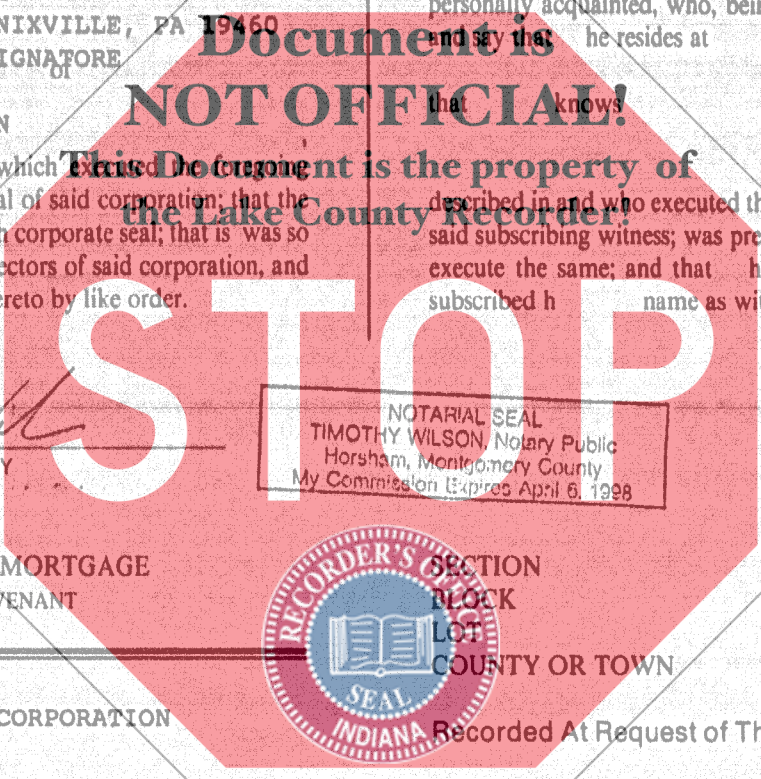 NIXVILLE, PA 19460
IGNATORE
of
N
which executed the foregoing
al of said corporation; that the
h corporate seal; that is was so
ectors of said corporation, and
ereto by like order.
personally acquainted, who, bein
and say that he resides at
that knows
described in and who executed th
said subscribing witness; was pre
execute the same; and that h
subscribed h name as wit
Document is
NOT OFFICIAL!
This Document is the property of
the Lake County Recorder!
STOP
Y
NOTARIAL SEAL
TIMOTHY WILSON, Notary Public
Horsham, Montgomery County
My Commission Expires April 6, 1998
MORTGAGE
VENANT
CORPORATION
RECORDER'S OFFICE
SEAL
INDIANA
SECTION
BLOCK
LOT
COUNTY OR TOWN
Recorded At Request of Th